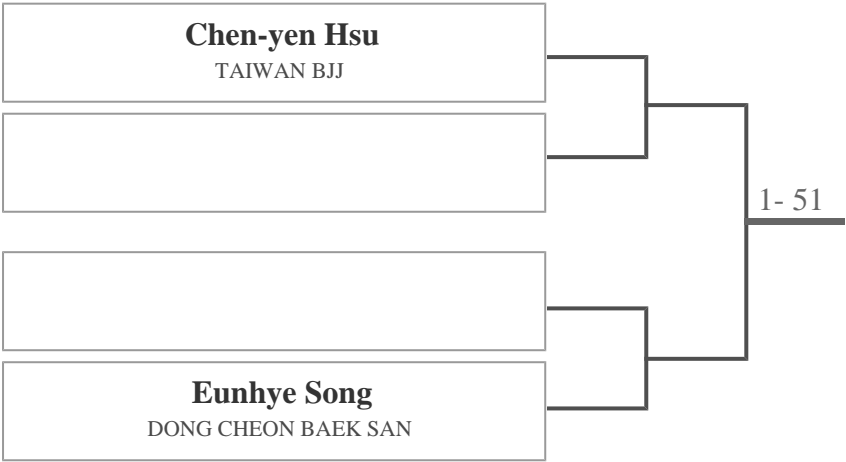 Chen-yen Hsu
TAIWAN BJJ
1- 51
Eunhye Song
DONG CHEON BAEK SAN